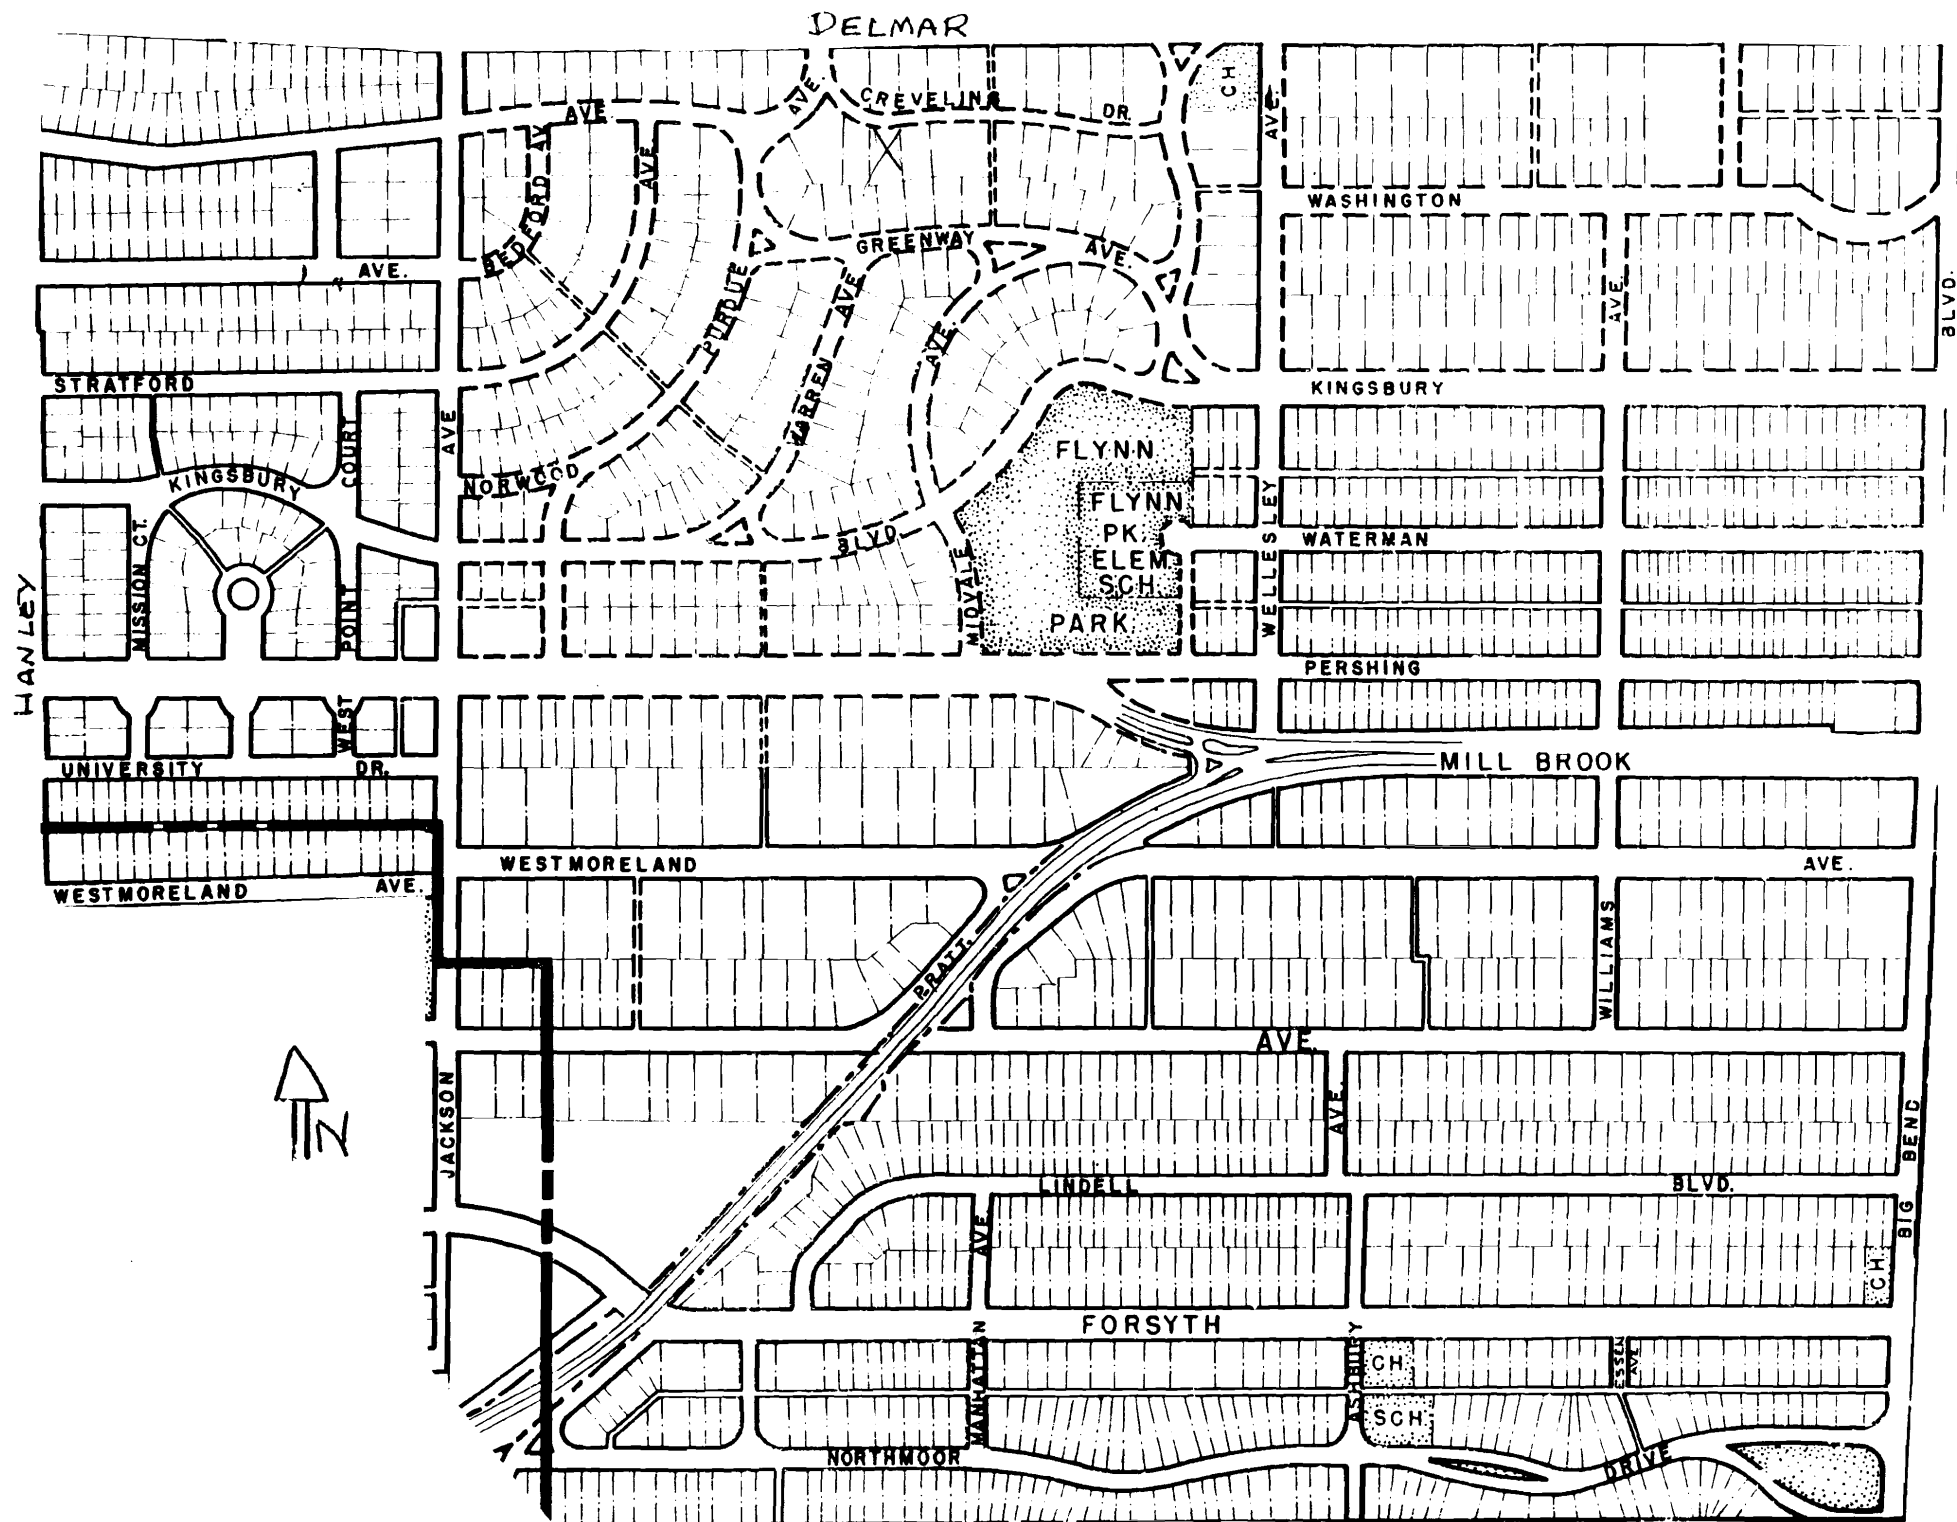 DELMAR
AVE.
CREVELING
DR.
CH
AVE.
AVE.
BEDFORD AV
AVE.
WASHINGTON
GREENWAY
AVE.
AVE.
PURDUE
WARREN
AVE.
AVE.
AVE.
BLVD.
STRATFORD
KINGSBURY
COURT
AVE
KINGSBURY
NORWOOD
FLYNN
FLYNN
PK.
ELEM.
SCH.
PARK
WATERMAN
WELLESLEY
MISSION CT.
POINT
BLVD.
MIDVALE
HANLEY
PERSHING
WEST
UNIVERSITY
DR.
MILL BROOK
WESTMORELAND
AVE.
WESTMORELAND
AVE.
PRATT
WILLIAMS
AVE.
JACKSON
AVE.
BIG BEND
N
LINDELL
BLVD.
AVE.
CH
FORSYTH
MANHATTAN
ASHBURY
CH
ESSEN
AVE.
SCH
NORTHMOOR
DRIVE